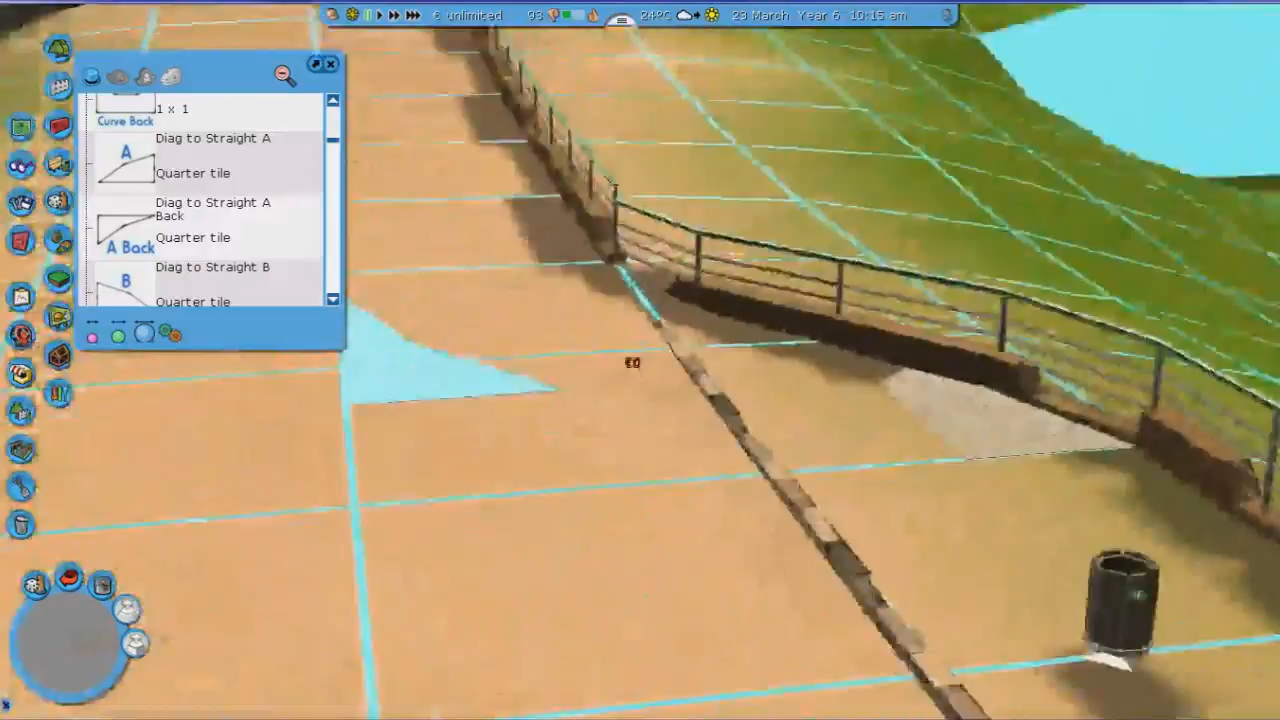 € unlimited
93
24°C
23 March Year 6 10:15 am
1 x 1
Curve Back
Diag to Straight A
A
Quarter tile
Diag to Straight A
Back
Quarter tile
A Back
Diag to Straight B
B
Quarter tile
€0